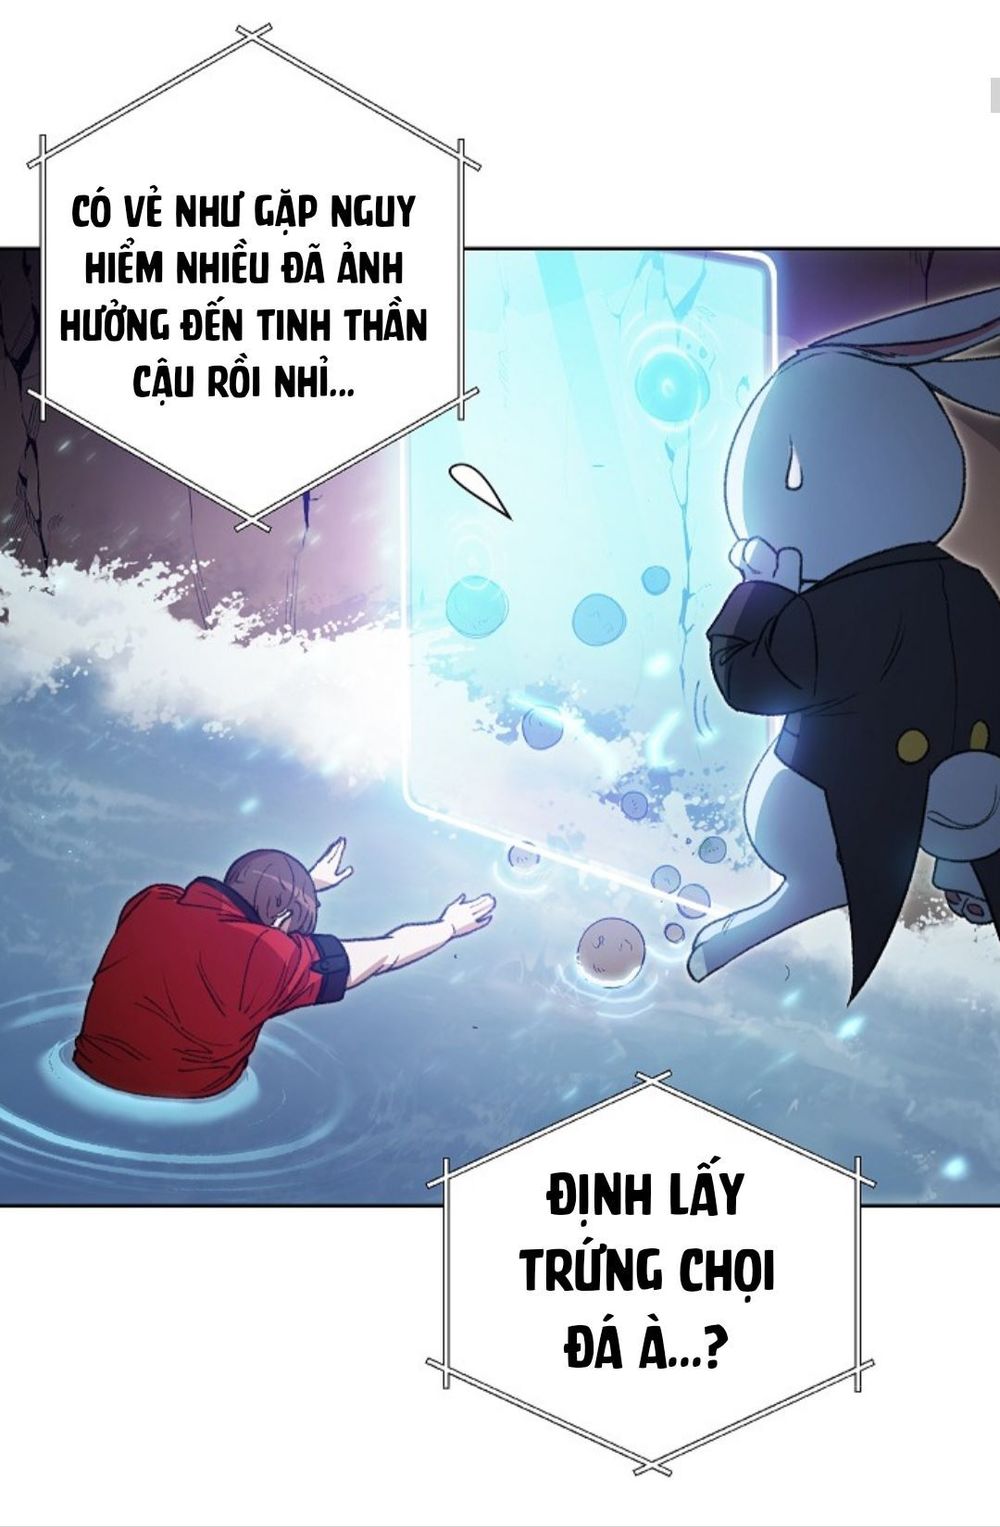 CÓ VẺ NHƯ GẶP NGUY
HIỂM NHIỀU ĐÃ ẢNH
HƯỞNG ĐẾN TINH THẦN
CẬU RỒI NHỈ...
ĐỊNH LẤY
TRỨNG CHỌI
ĐÁ À...?